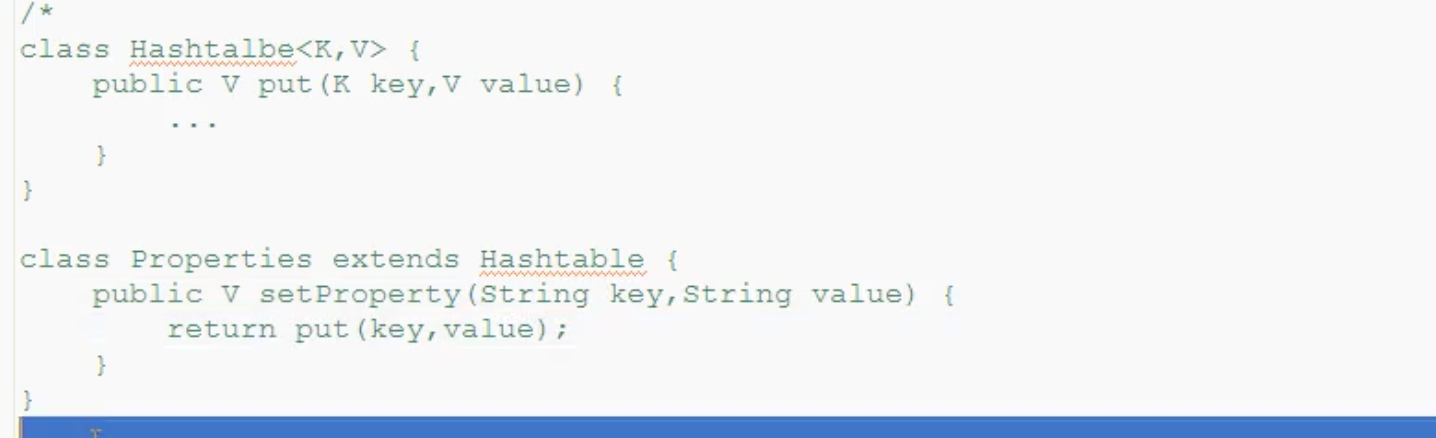 /*
class Hashtalbe<K,V> {
    public V put(K key,V value) {
        ...
    }
}

class Properties extends Hashtable {
    public V setProperty(String key,String value) {
        return put(key,value);
    }
}